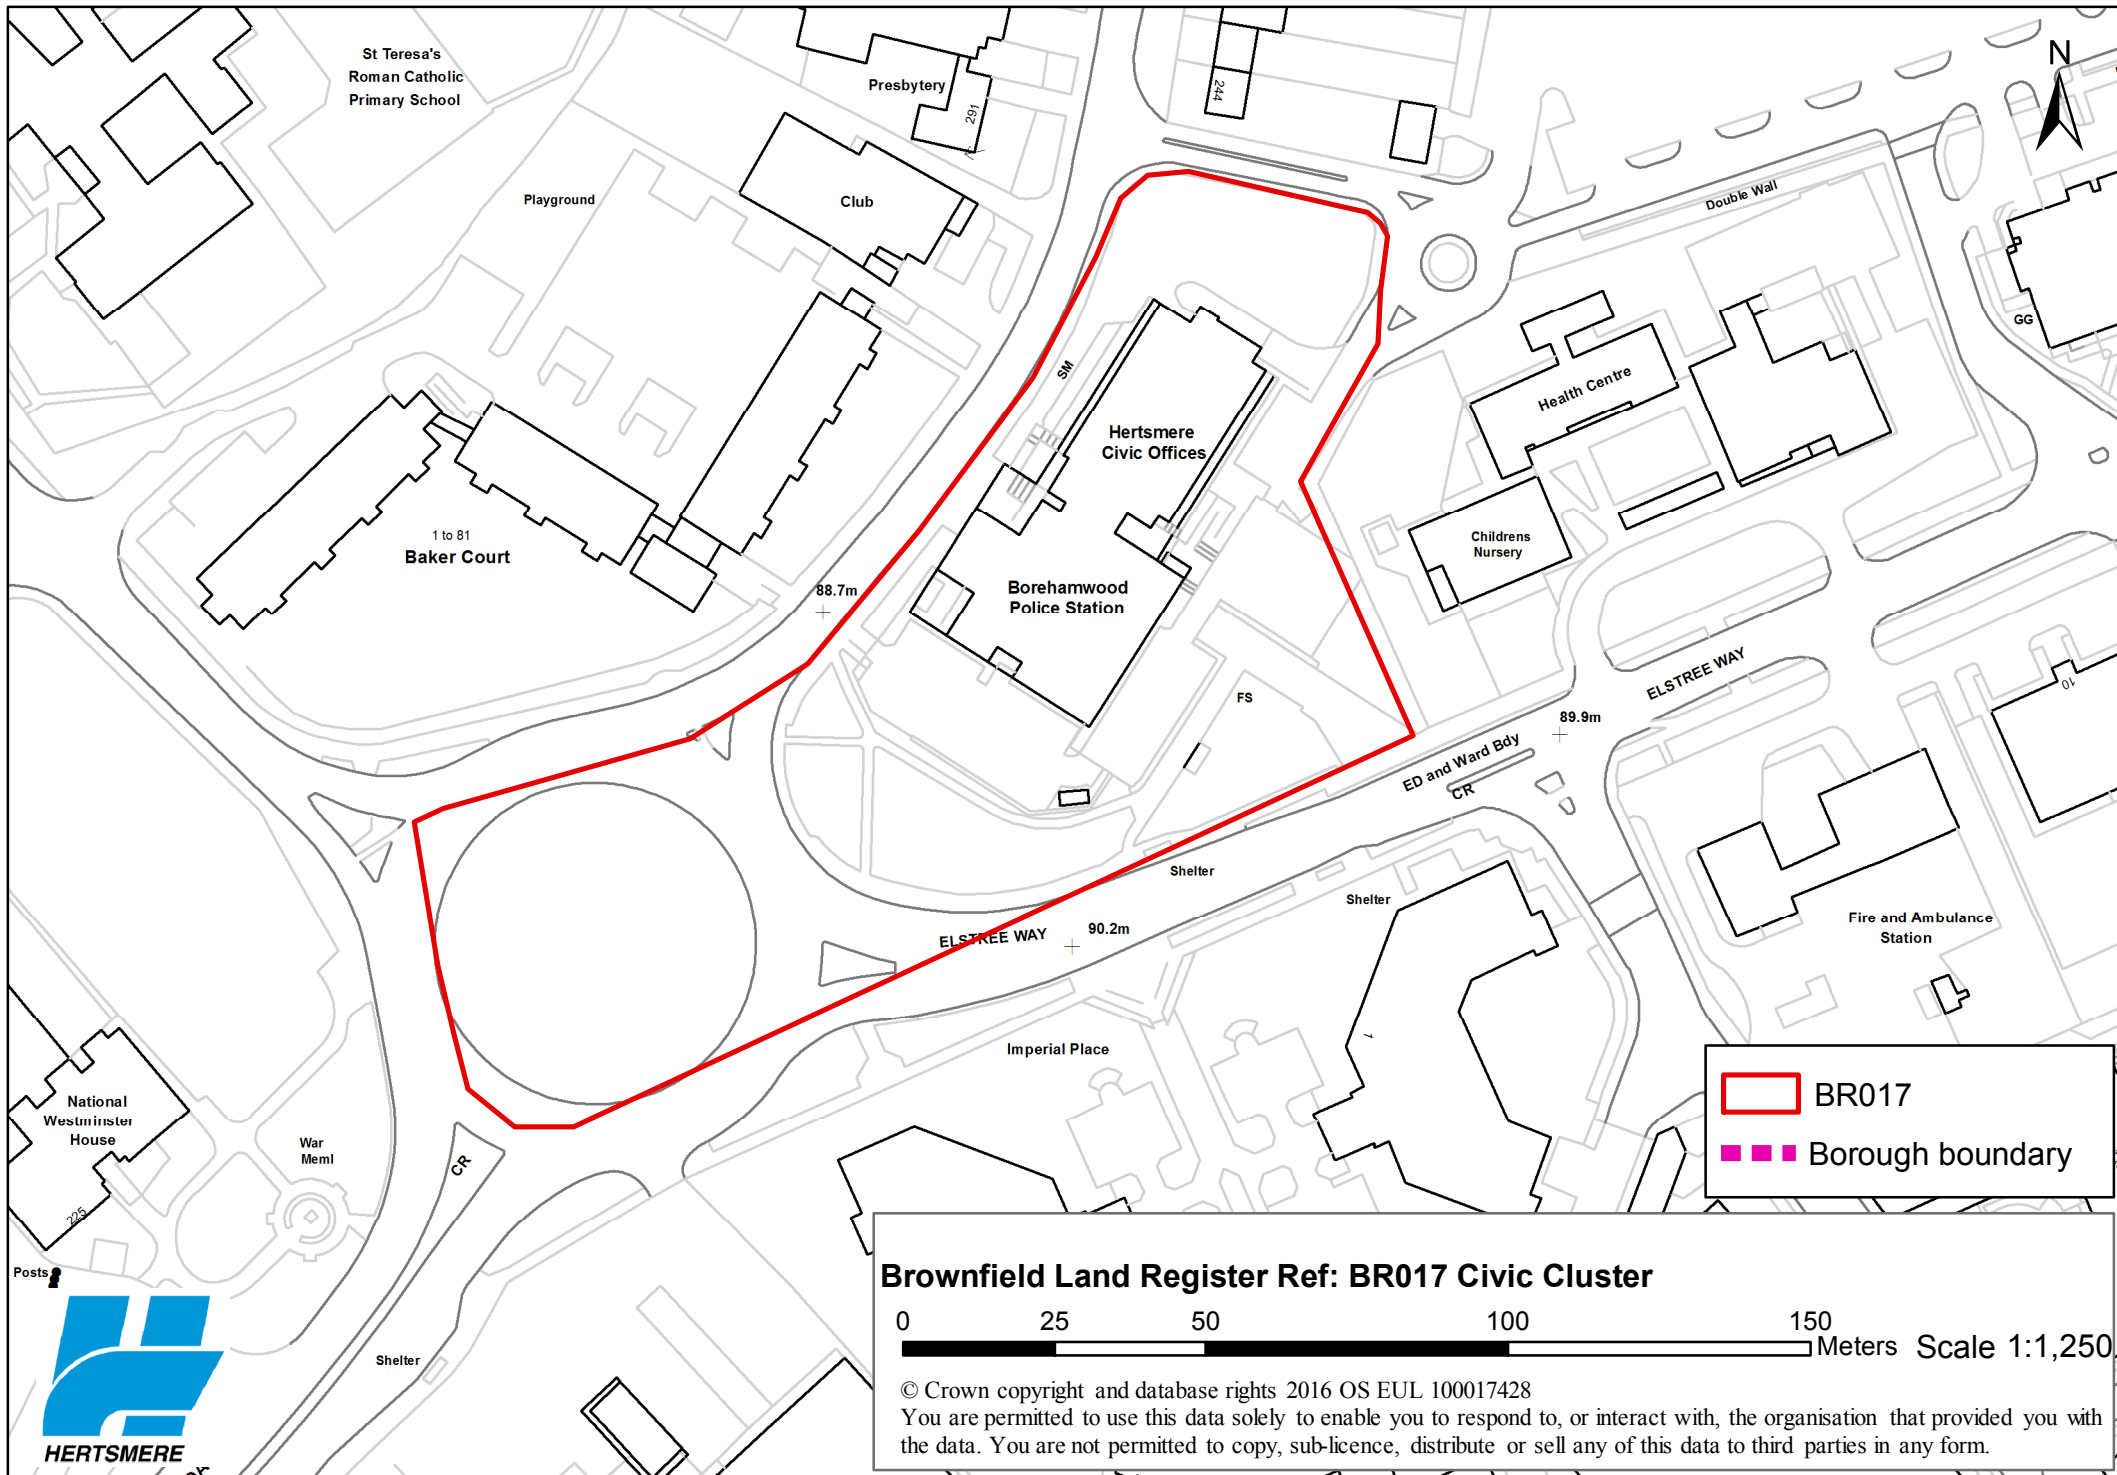 St Teresa's
Roman Catholic
Primary School
Presbytery
291
244
N
Playground
Club
Double Wall
GG
SM
Health Centre
Hertsmere
Civic Offices
1 to 81
Baker Court
Childrens
Nursery
88.7m
Borehamwood
Police Station
ELSTREE WAY
10
FS
89.9m
ED and Ward Bdy
CR
Shelter
Shelter
ELSTREE WAY
90.2m
Fire and Ambulance
Station
Imperial Place
7
National
Westminster
House
War
Meml
CR
225
Posts
Shelter
BR017
Borough boundary
Brownfield Land Register Ref: BR017 Civic Cluster
0 25 50 100 150
Meters Scale 1:1,250
© Crown copyright and database rights 2016 OS EUL 100017428
You are permitted to use this data solely to enable you to respond to, or interact with, the organisation that provided you with
the data. You are not permitted to copy, sub-licence, distribute or sell any of this data to third parties in any form.
HERTSMERE